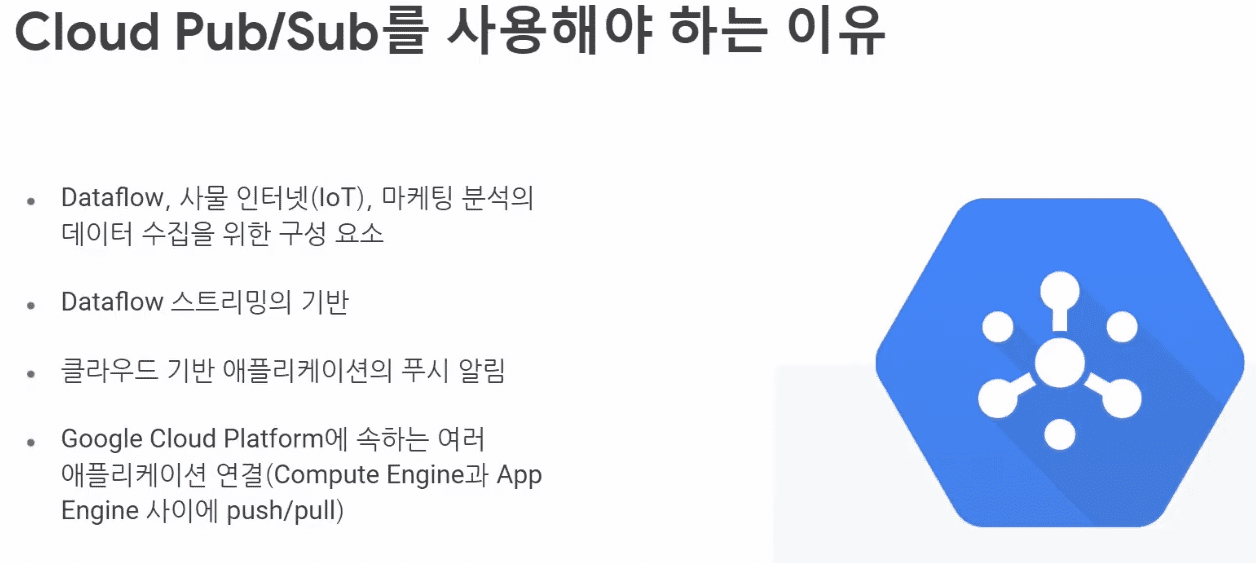 Cloud Pub/Sub를 사용해야 하는 이유
• Dataflow, 사물 인터넷(IoT), 마케팅 분석의
데이터 수집을 위한 구성 요소
• Dataflow 스트리밍의 기반
• 클라우드 기반 애플리케이션의 푸시 알림
• Google Cloud Platform에 속하는 여러
애플리케이션 연결(Compute Engine과 App
Engine 사이에 push/pull)